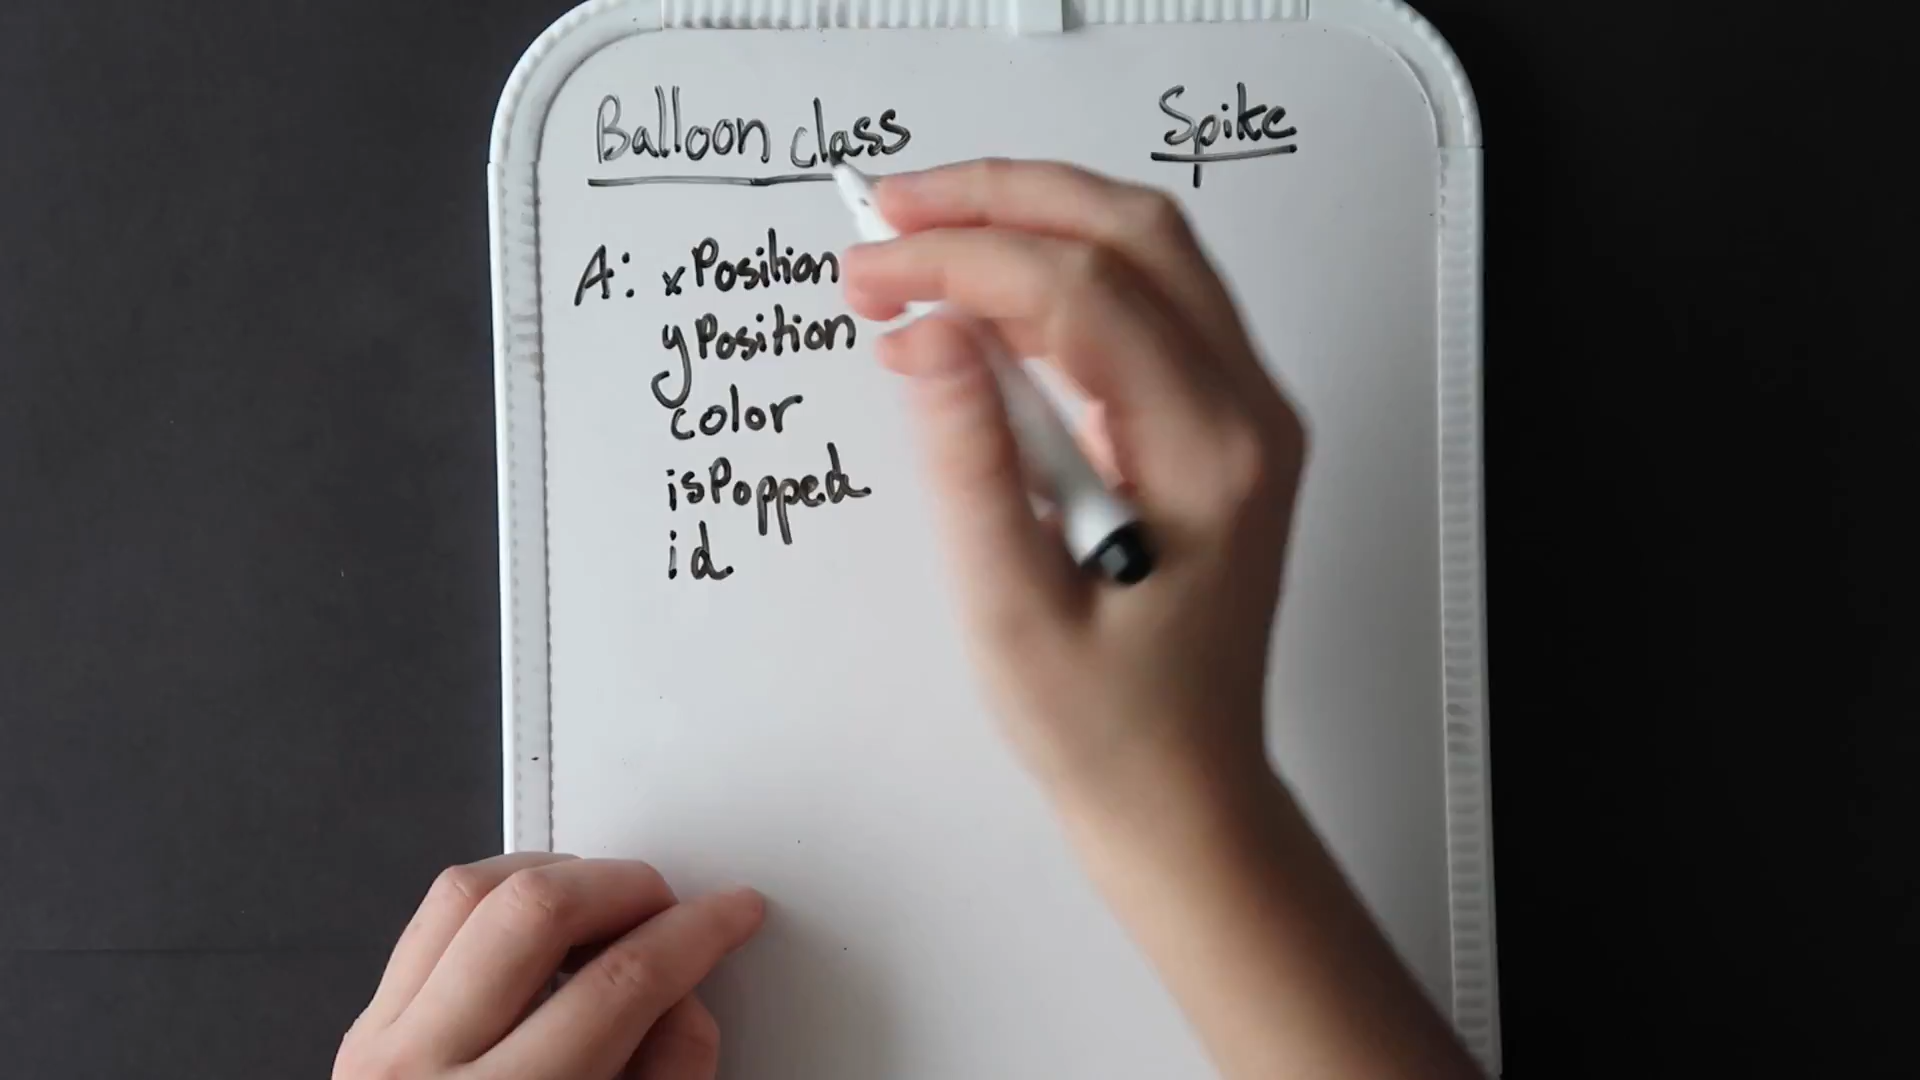 Balloon class
Spike
A: xPosition
yPosition
color
isPopped
id